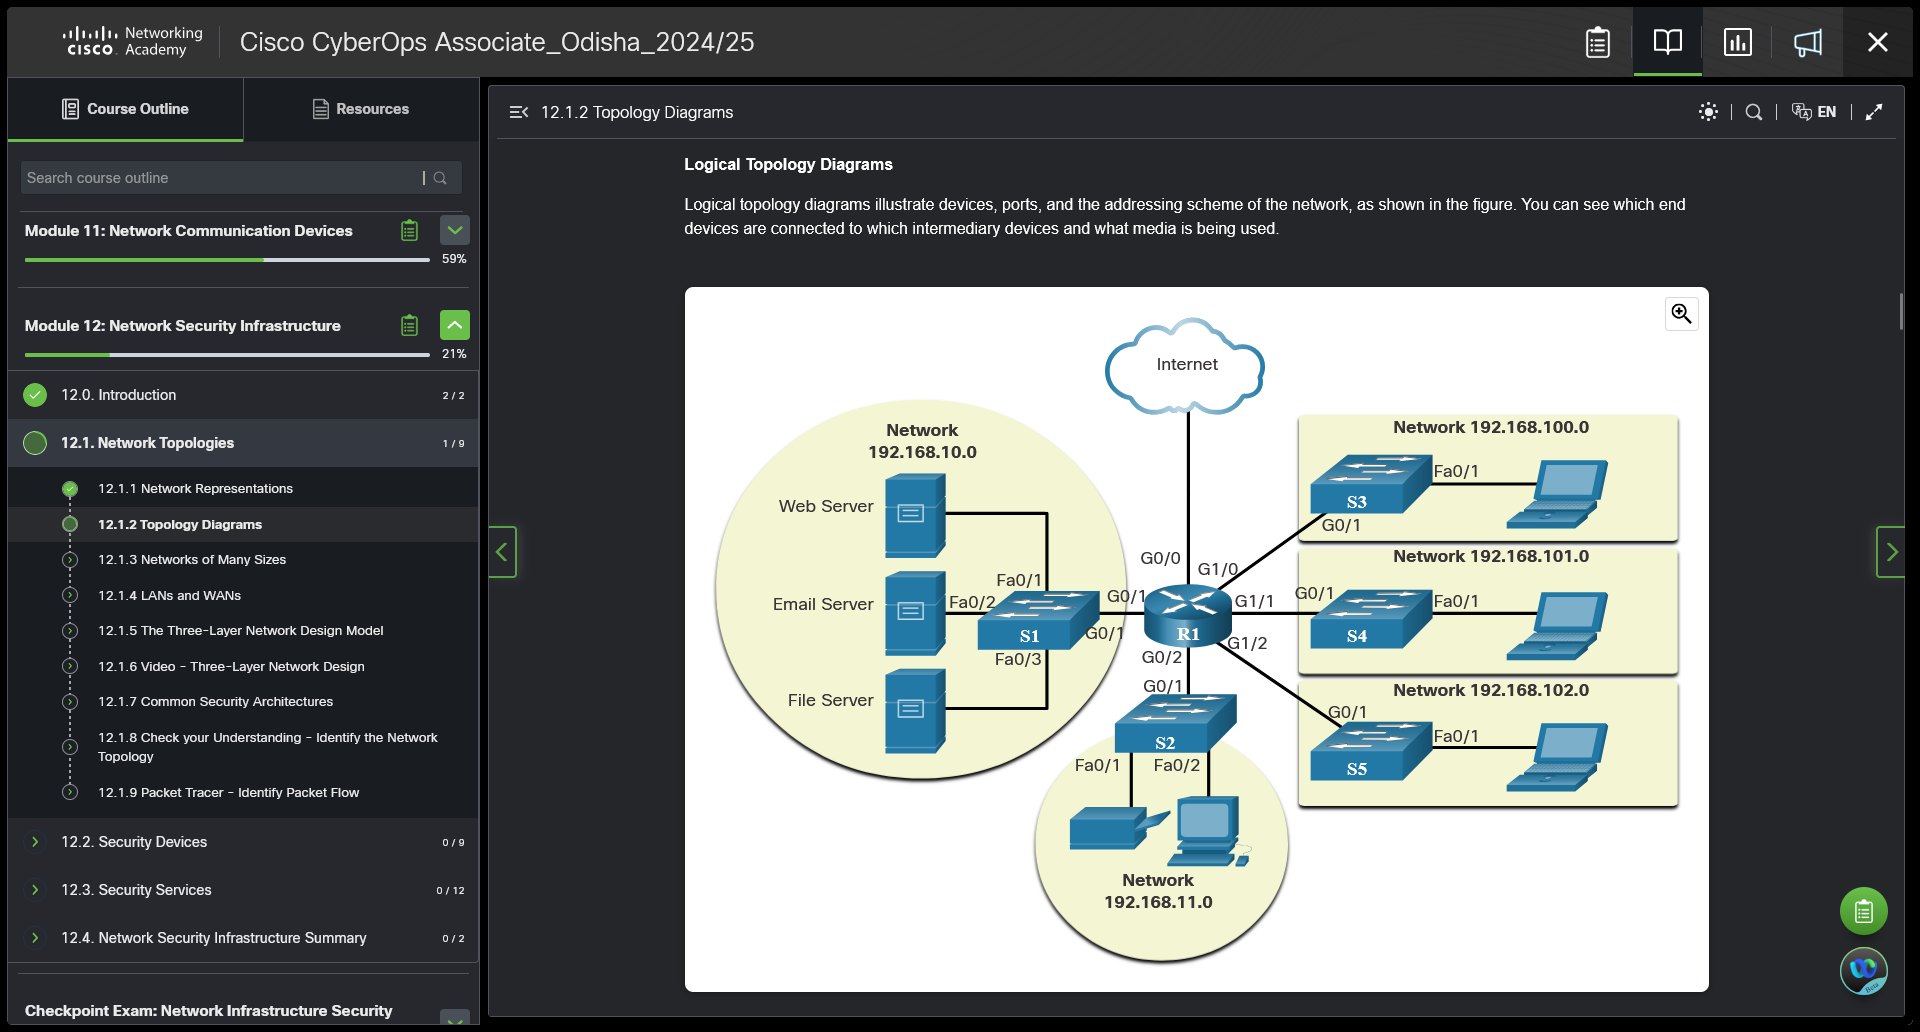 Networking
CISCO Academy
Cisco CyberOps Associate_Odisha_2024/25
Course Outline
Resources
Search course outline
Module 11: Network Communication Devices
59%
Module 12: Network Security Infrastructure
21%
12.0. Introduction
2 / 2
12.1. Network Topologies
1 / 9
12.1.1 Network Representations
12.1.2 Topology Diagrams
12.1.3 Networks of Many Sizes
12.1.4 LANs and WANs
12.1.5 The Three-Layer Network Design Model
12.1.6 Video - Three-Layer Network Design
12.1.7 Common Security Architectures
12.1.8 Check your Understanding - Identify the Network
Topology
12.1.9 Packet Tracer - Identify Packet Flow
12.2. Security Devices
0 / 9
12.3. Security Services
0 / 12
12.4. Network Security Infrastructure Summary
0 / 2
Checkpoint Exam: Network Infrastructure Security
12.1.2 Topology Diagrams
EN
Logical Topology Diagrams
Logical topology diagrams illustrate devices, ports, and the addressing scheme of the network, as shown in the figure. You can see which end
devices are connected to which intermediary devices and what media is being used.
Internet
Network
192.168.10.0
Web Server
Email Server
File Server
Fa0/1
Fa0/2
Fa0/3
S1
G0/1
G0/1
G0/0
G1/0
G1/1
G1/2
G0/2
R1
G0/1
S2
Fa0/1
Fa0/2
Network
192.168.11.0
Network 192.168.100.0
S3
Fa0/1
G0/1
Network 192.168.101.0
G0/1
S4
Fa0/1
Network 192.168.102.0
G0/1
S5
Fa0/1
Beta